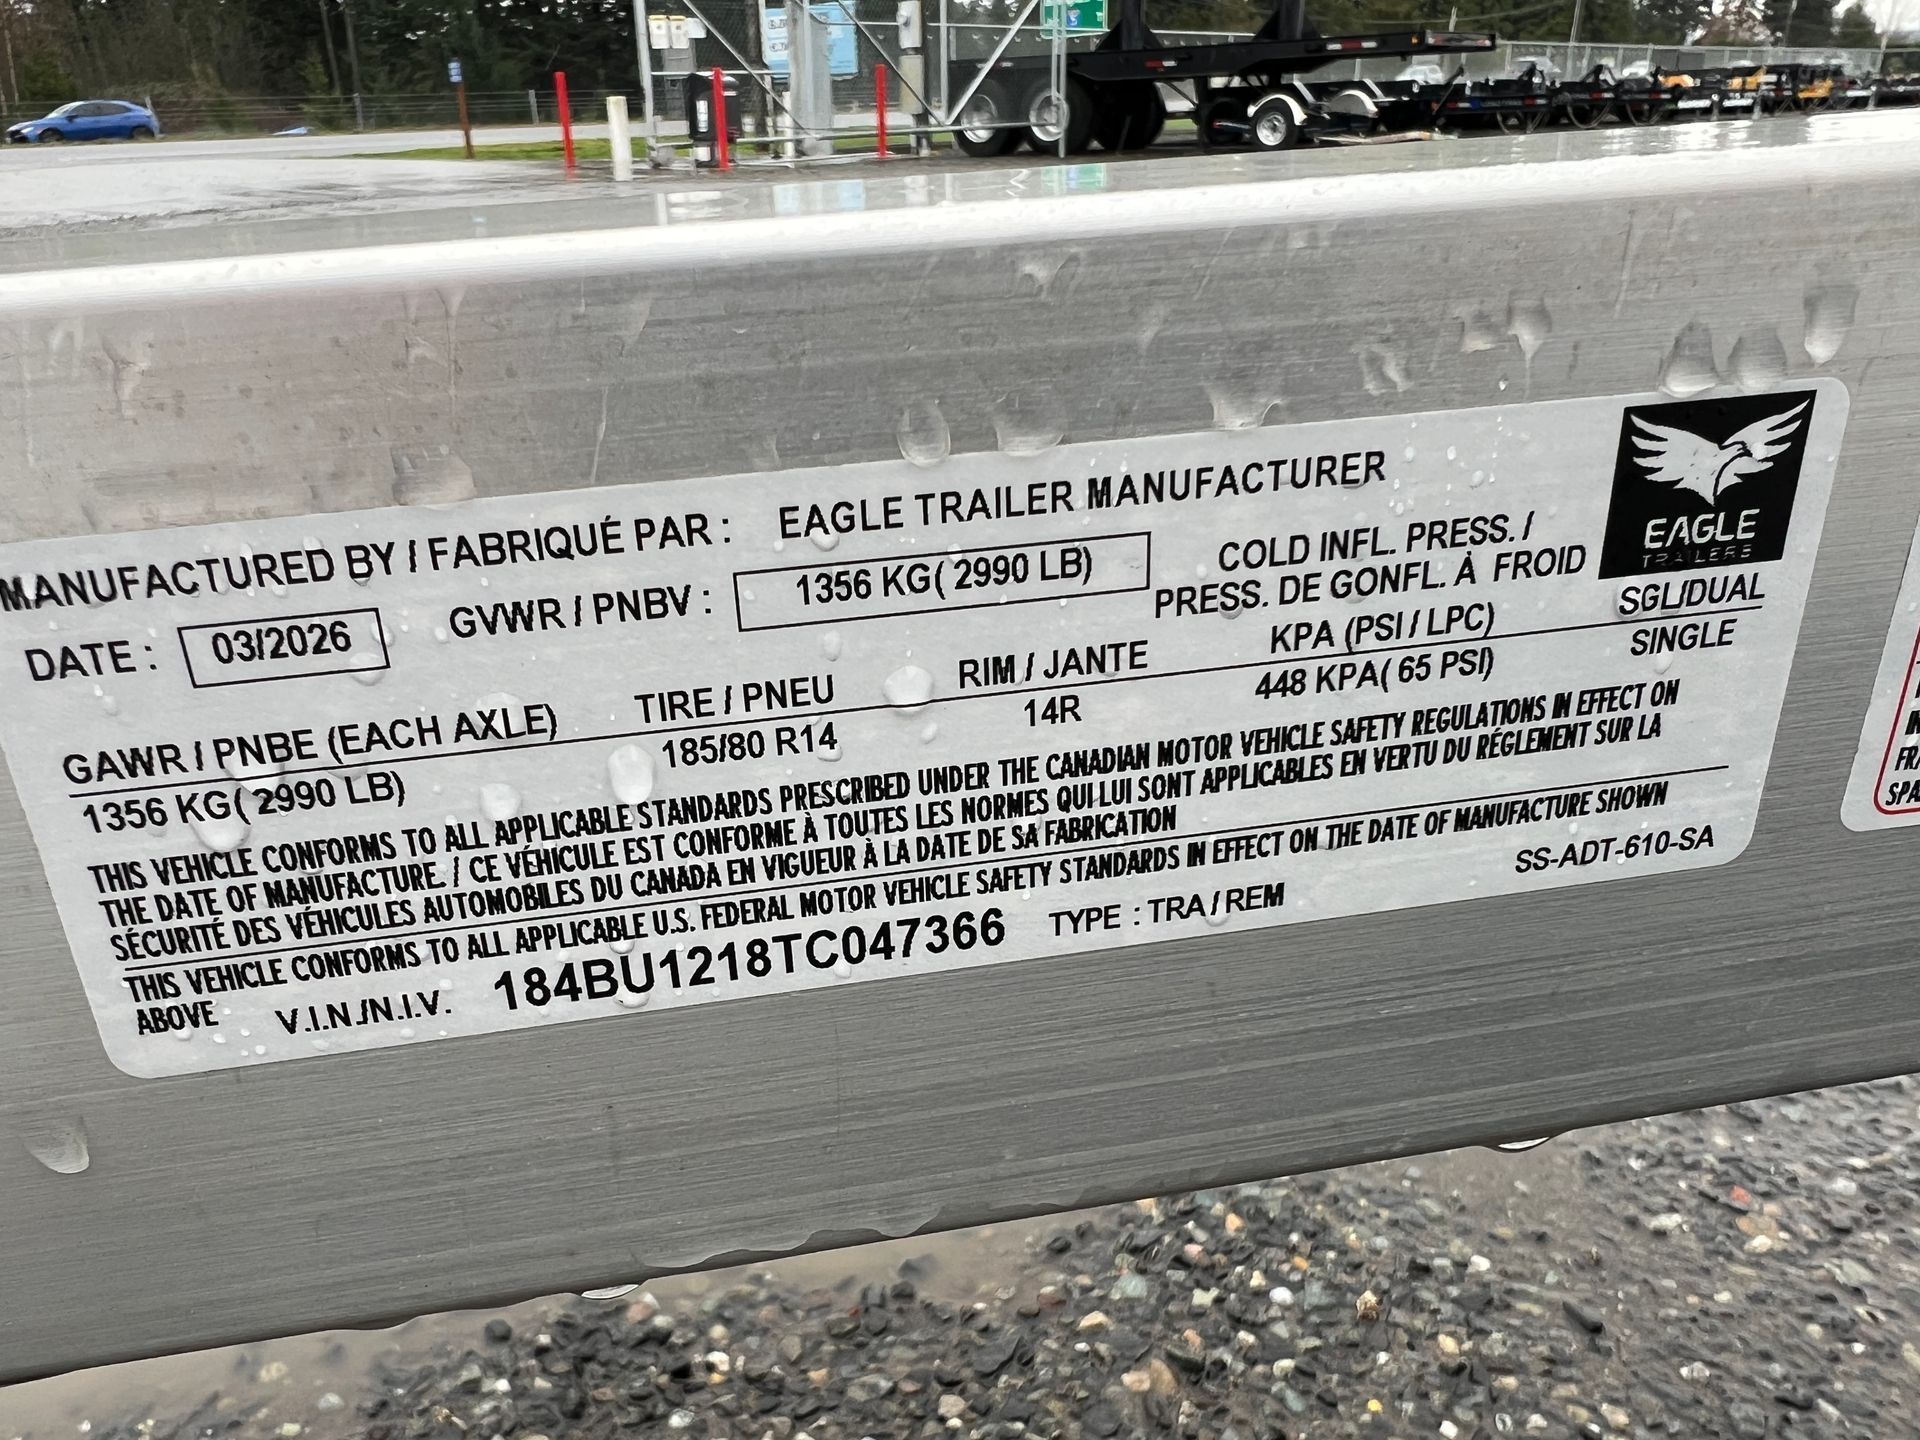 MANUFACTURED BY / FABRIQUÉ PAR : EAGLE TRAILER MANUFACTURER
EAGLE
TRAILERS
DATE : 03/2026 GVWR / PNBV : 1356 KG( 2990 LB)
COLD INFL. PRESS. /
PRESS. DE GONFL. À FROID
GAWR / PNBE (EACH AXLE) TIRE / PNEU RIM / JANTE KPA (PSI / LPC) SGL/DUAL
1356 KG( 2990 LB) 185/80 R14 14R 448 KPA( 65 PSI) SINGLE
THIS VEHICLE CONFORMS TO ALL APPLICABLE STANDARDS PRESCRIBED UNDER THE CANADIAN MOTOR VEHICLE SAFETY REGULATIONS IN EFFECT ON
THE DATE OF MANUFACTURE. / CE VÉHICULE EST CONFORME À TOUTES LES NORMES QUI LUI SONT APPLICABLES EN VERTU DU RÉGLEMENT SUR LA
SÉCURITÉ DES VÉHICULES AUTOMOBILES DU CANADA EN VIGUEUR À LA DATE DE SA FABRICATION
THIS VEHICLE CONFORMS TO ALL APPLICABLE U.S. FEDERAL MOTOR VEHICLE SAFETY STANDARDS IN EFFECT ON THE DATE OF MANUFACTURE SHOWN
ABOVE V.I.N./N.I.V. 184BU1218TC047366 TYPE : TRA / REM SS-ADT-610-SA